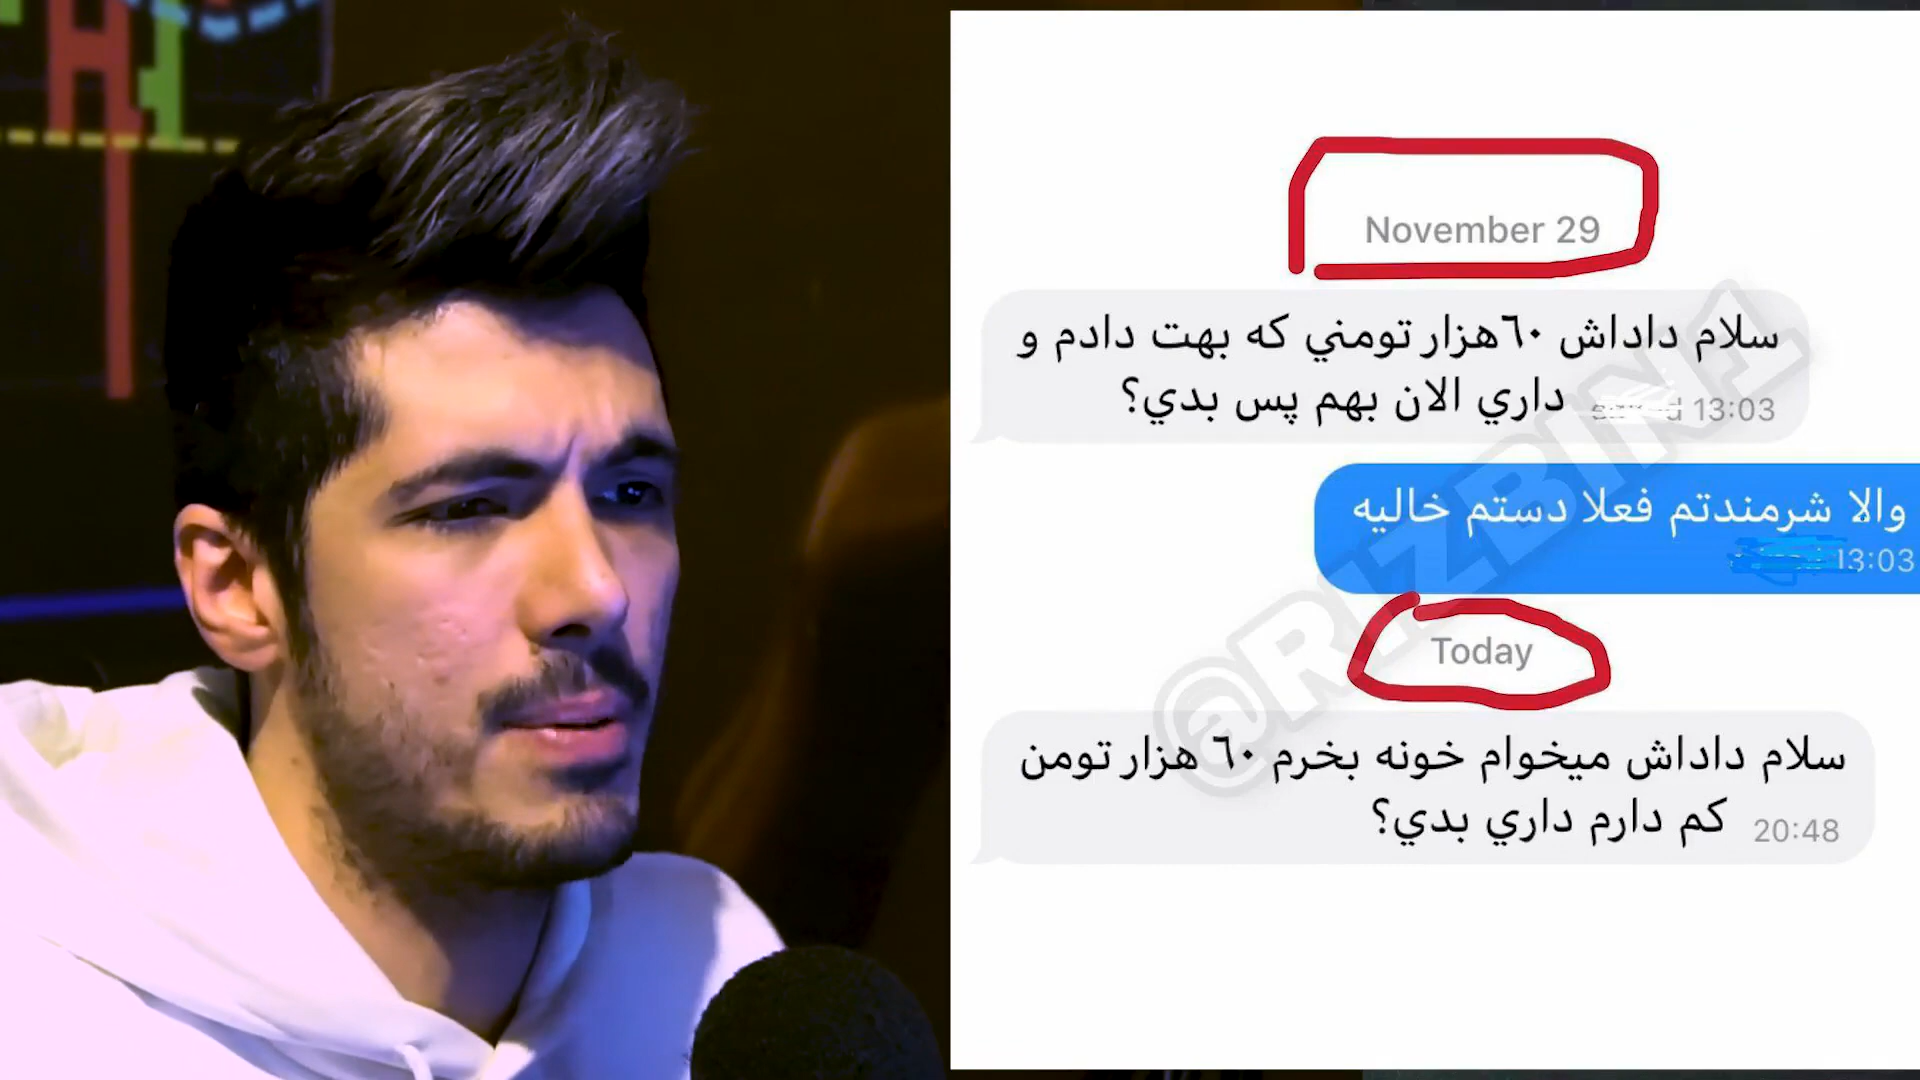 November 29
سلام داداش ٦٠هزار تومني كه بهت دادم و
داري الان بهم پس بدي؟
13:03
والا شرمندتم فعلا دستم خاليه
13:03
Today
سلام داداش ميخوام خونه بخرم ٦٠ هزار تومن
كم دارم داري بدي؟ 20:48
@RIZBIN1